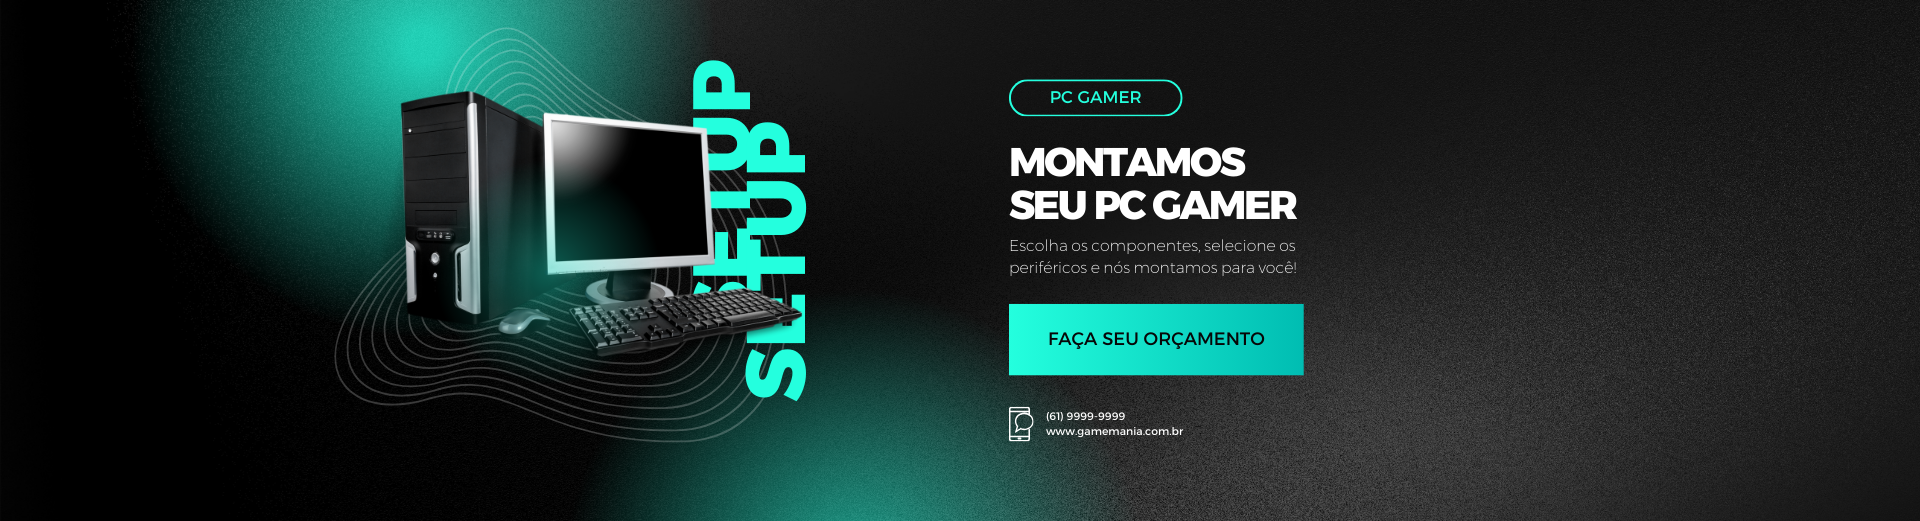 SETUP
SETUP
PC GAMER
MONTAMOS
SEU PC GAMER
Escolha os componentes, selecione os
periféricos e nós montamos para você!
FAÇA SEU ORÇAMENTO
(61) 9999-9999
www.gamemania.com.br